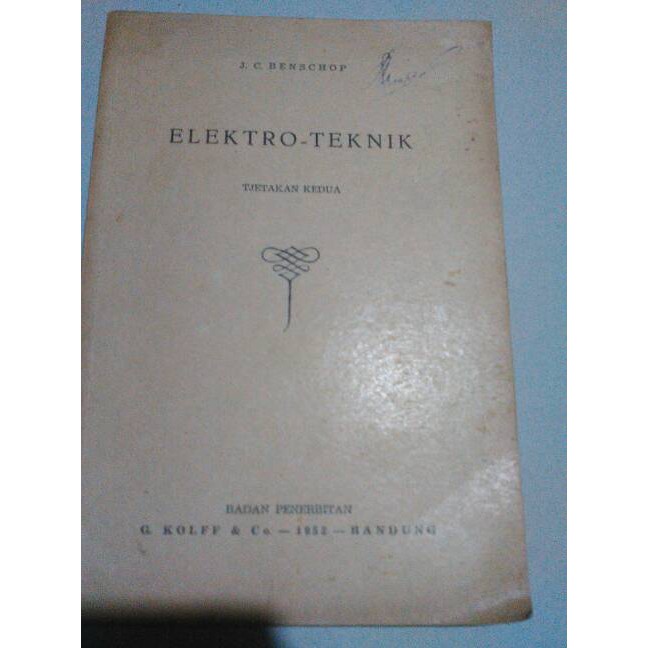 J. C. BENSCHOP
ELEKTRO-TEKNIK
TJETAKAN KEDUA
BADAN PENERBITAN
G. KOLFF & Co. — 1952 — BANDUNG